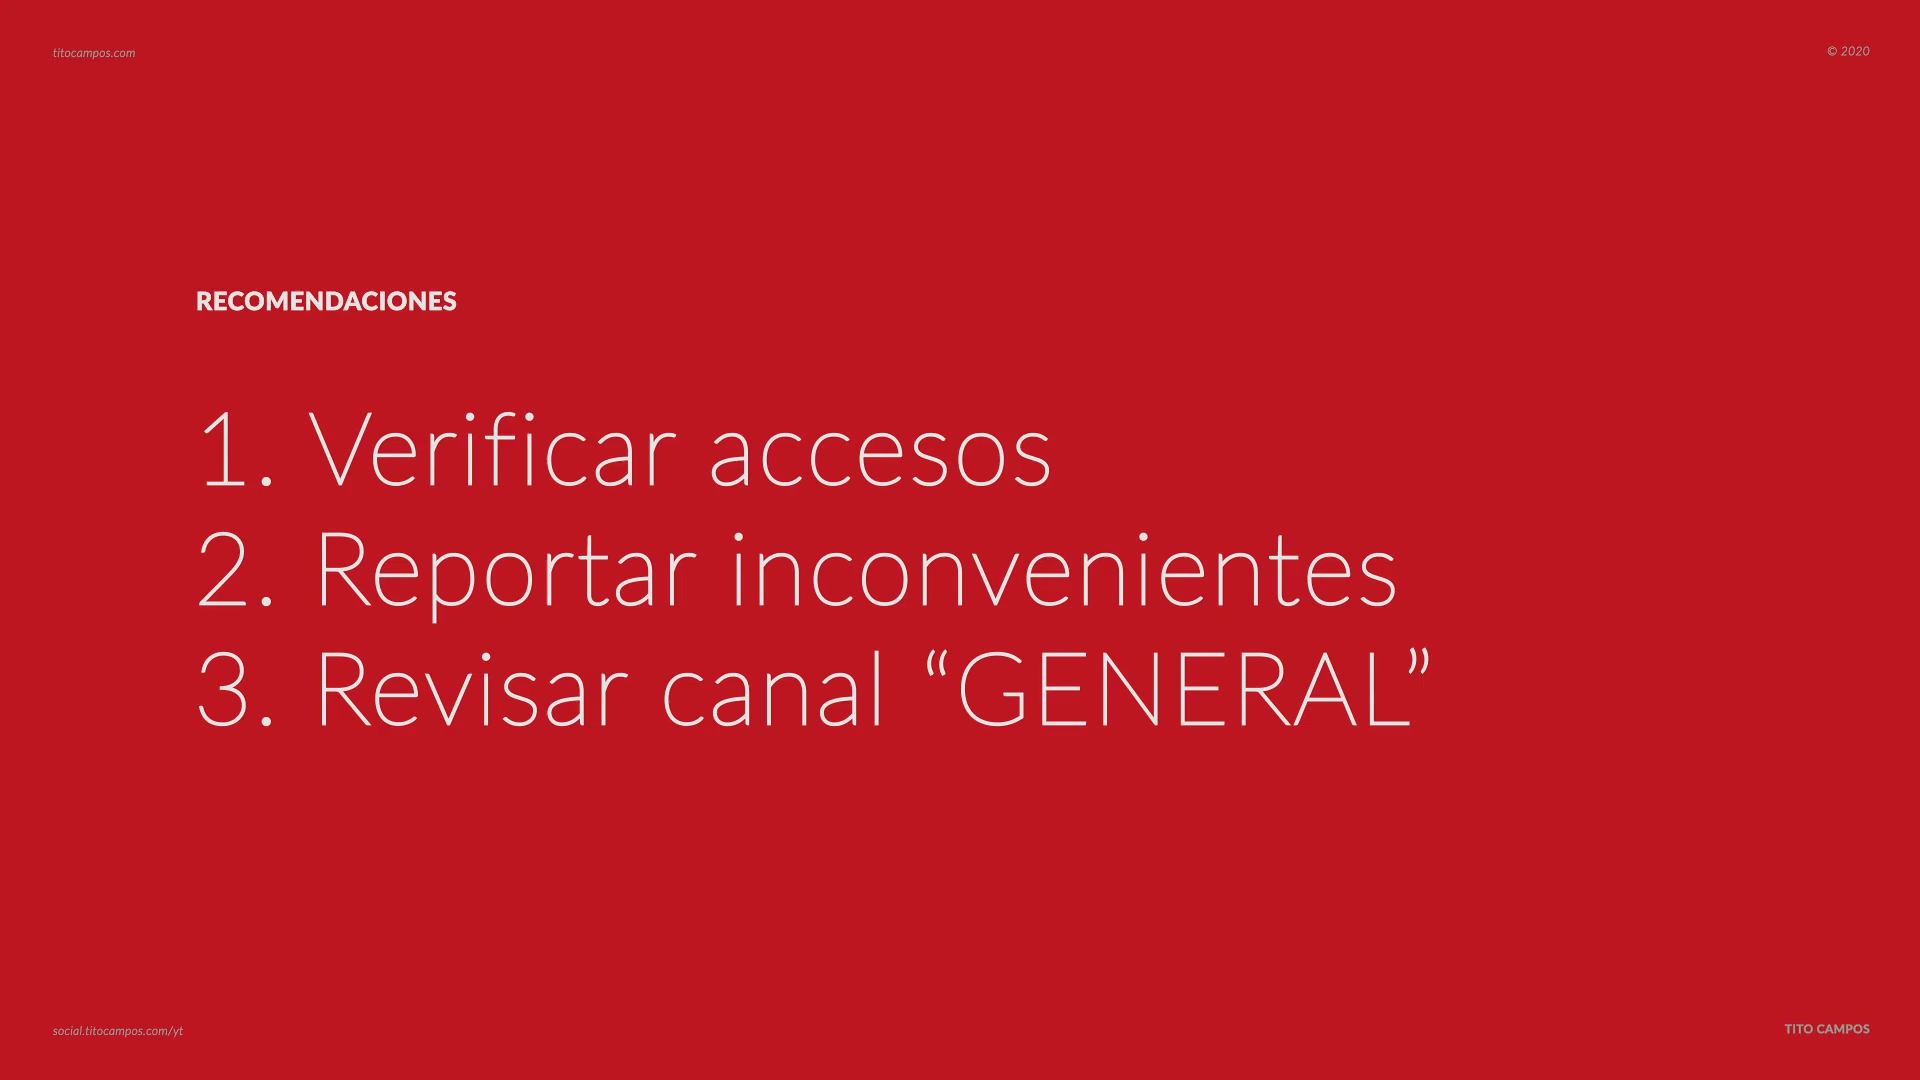 titocampos.com
© 2020
RECOMENDACIONES
1. Verificar accesos
2. Reportar inconvenientes
3. Revisar canal “GENERAL”
social.titocampos.com/yt
TITO CAMPOS